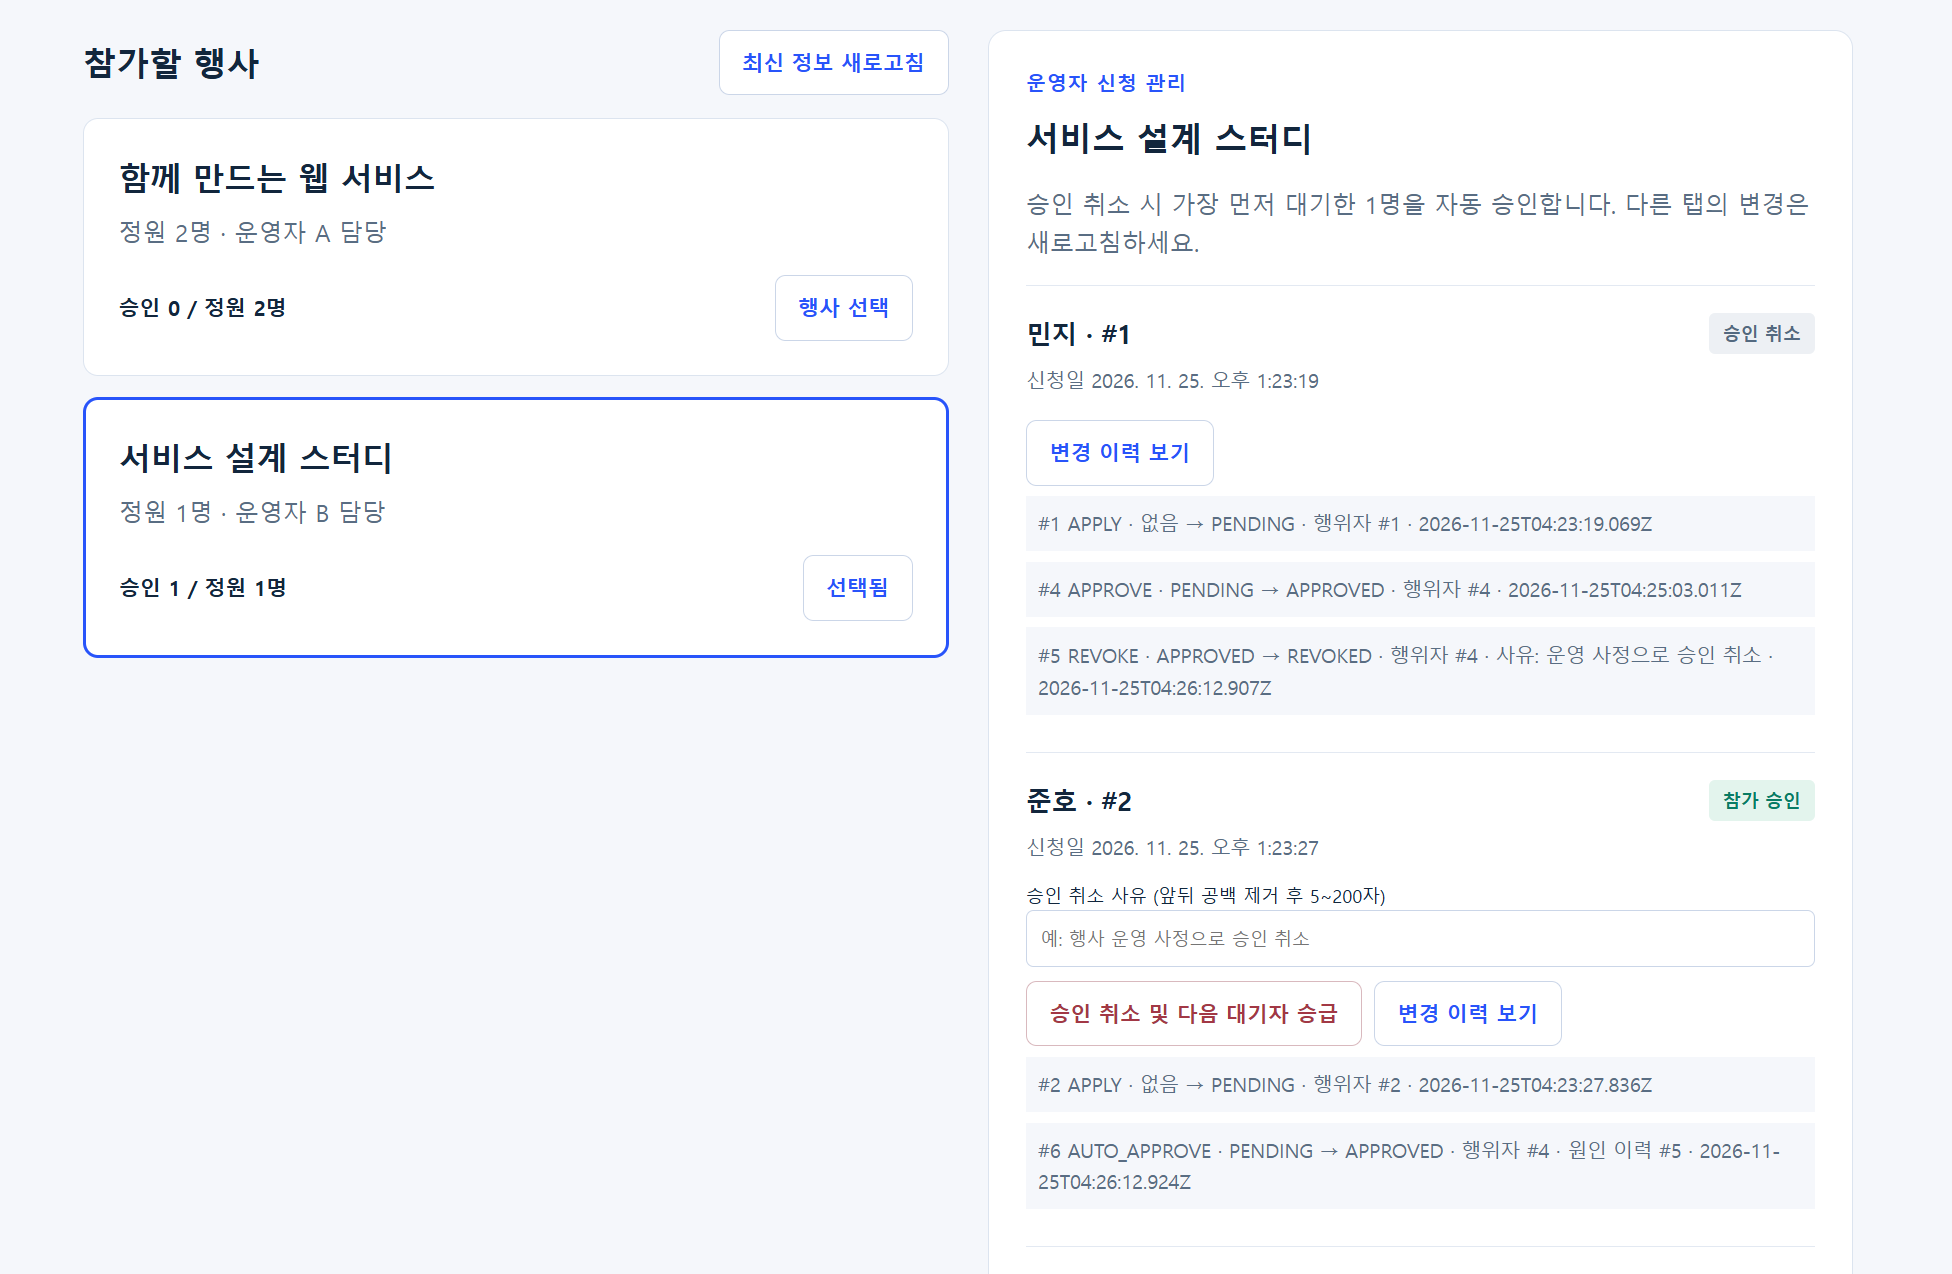 참가할 행사
최신 정보 새로고침
함께 만드는 웹 서비스
정원 2명 · 운영자 A 담당
승인 0 / 정원 2명
행사 선택
서비스 설계 스터디
정원 1명 · 운영자 B 담당
승인 1 / 정원 1명
선택됨
운영자 신청 관리
서비스 설계 스터디
승인 취소 시 가장 먼저 대기한 1명을 자동 승인합니다. 다른 탭의 변경은
새로고침하세요.
민지 · #1
승인 취소
신청일 2026. 11. 25. 오후 1:23:19
변경 이력 보기
#1 APPLY · 없음 → PENDING · 행위자 #1 · 2026-11-25T04:23:19.069Z
#4 APPROVE · PENDING → APPROVED · 행위자 #4 · 2026-11-25T04:25:03.011Z
#5 REVOKE · APPROVED → REVOKED · 행위자 #4 · 사유: 운영 사정으로 승인 취소 ·
2026-11-25T04:26:12.907Z
준호 · #2
참가 승인
신청일 2026. 11. 25. 오후 1:23:27
승인 취소 사유 (앞뒤 공백 제거 후 5~200자)
예: 행사 운영 사정으로 승인 취소
승인 취소 및 다음 대기자 승급
변경 이력 보기
#2 APPLY · 없음 → PENDING · 행위자 #2 · 2026-11-25T04:23:27.836Z
#6 AUTO_APPROVE · PENDING → APPROVED · 행위자 #4 · 원인 이력 #5 · 2026-11-
25T04:26:12.924Z